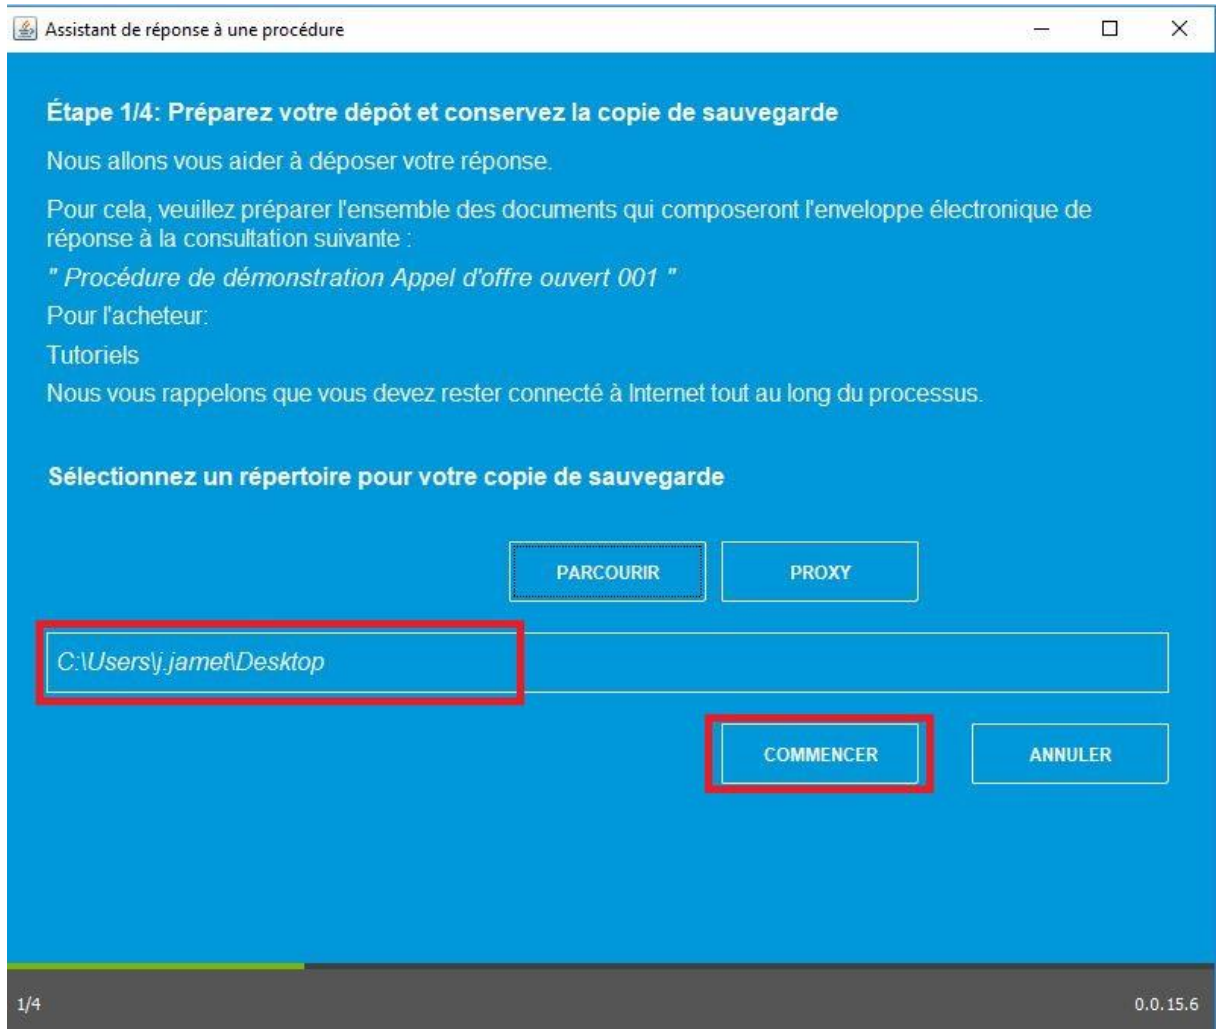 Assistant de réponse à une procédure
Étape 1/4: Préparez votre dépôt et conservez la copie de sauvegarde
Nous allons vous aider à déposer votre réponse.
Pour cela, veuillez préparer l'ensemble des documents qui composeront l'enveloppe électronique de
réponse à la consultation suivante :
" Procédure de démonstration Appel d'offre ouvert 001 "
Pour l'acheteur:
Tutoriels
Nous vous rappelons que vous devez rester connecté à Internet tout au long du processus.
Sélectionnez un répertoire pour votre copie de sauvegarde
PARCOURIR PROXY
C:\Users\j.jamet\Desktop
COMMENCER ANNULER
1/4 0.0.15.6